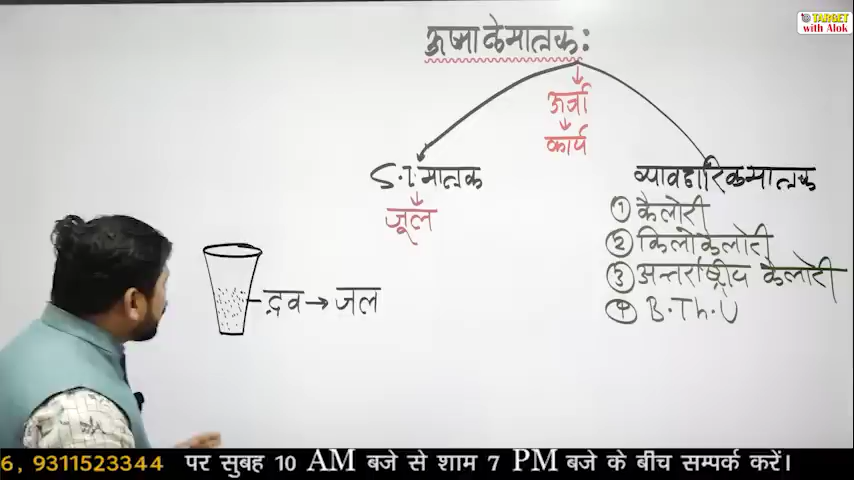 TARGET
with Alok
ऊष्मा के मात्रक:
ऊर्जा
कार्य
S.I मात्रक
जूल
व्यावहारिक मात्रक
① कैलोरी
② किलोकैलोरी
③ अन्तर्राष्ट्रीय कैलोरी
④ B.Th.U
द्रव → जल
6, 9311523344 पर सुबह 10 AM बजे से शाम 7 PM बजे के बीच सम्पर्क करें।